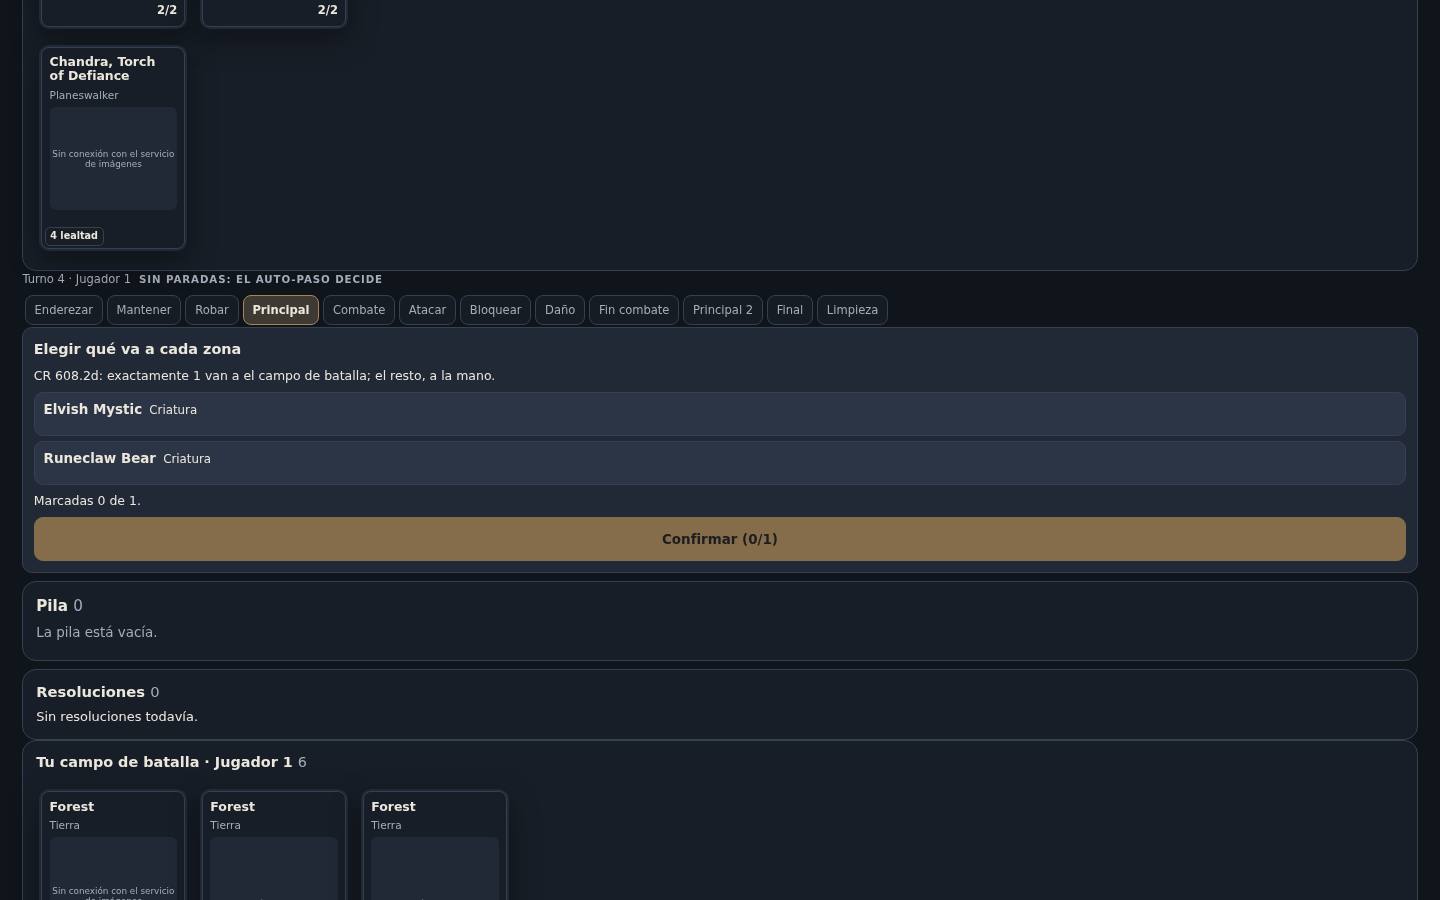 2/2 2/2
Chandra, Torch
of Defiance
Planeswalker
Sin conexión con el servicio
de imágenes
4 lealtad
Turno 4 · Jugador 1 SIN PARADAS: EL AUTO-PASO DECIDE
Enderezar Mantener Robar Principal Combate Atacar Bloquear Daño Fin combate Principal 2 Final Limpieza
Elegir qué va a cada zona
CR 608.2d: exactamente 1 van a el campo de batalla; el resto, a la mano.
Elvish Mystic Criatura
Runeclaw Bear Criatura
Marcadas 0 de 1.
Confirmar (0/1)
Pila 0
La pila está vacía.
Resoluciones 0
Sin resoluciones todavía.
Tu campo de batalla · Jugador 1 6
Forest Forest Forest
Tierra Tierra Tierra
Sin conexión con el servicio